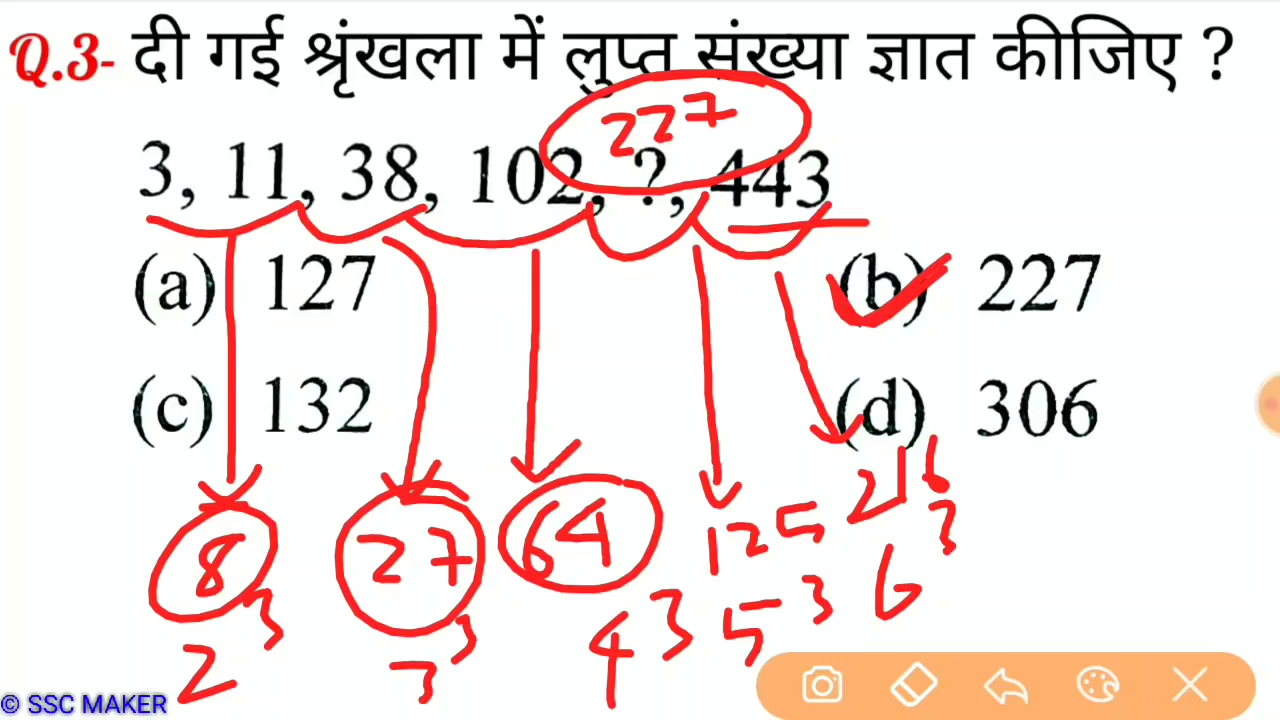 Q.3- दी गई श्रृंखला में लुप्त संख्या ज्ञात कीजिए ?
227
3, 11, 38, 102, ?, 443
(a) 127 (b) 227
(c) 132 (d) 306
8 27 64 125 216
2³ 3³ 4³ 5³ 6³
© SSC MAKER